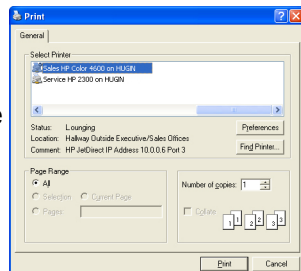 Print
General
Select Printer
Sales HP Color 4600 on HUGIN
Service HP 2300 on HUGIN
Status: Lounging
Preferences
Location: Hallway Outside Executive/Sales Offices
Comment: HP JetDirect IP Address 10.0.0.6 Port 3
Find Printer...
Page Range
All
Selection Current Page
Pages:
Number of copies: 1
Collate
1 1 2 2 3 3
Print Cancel
e